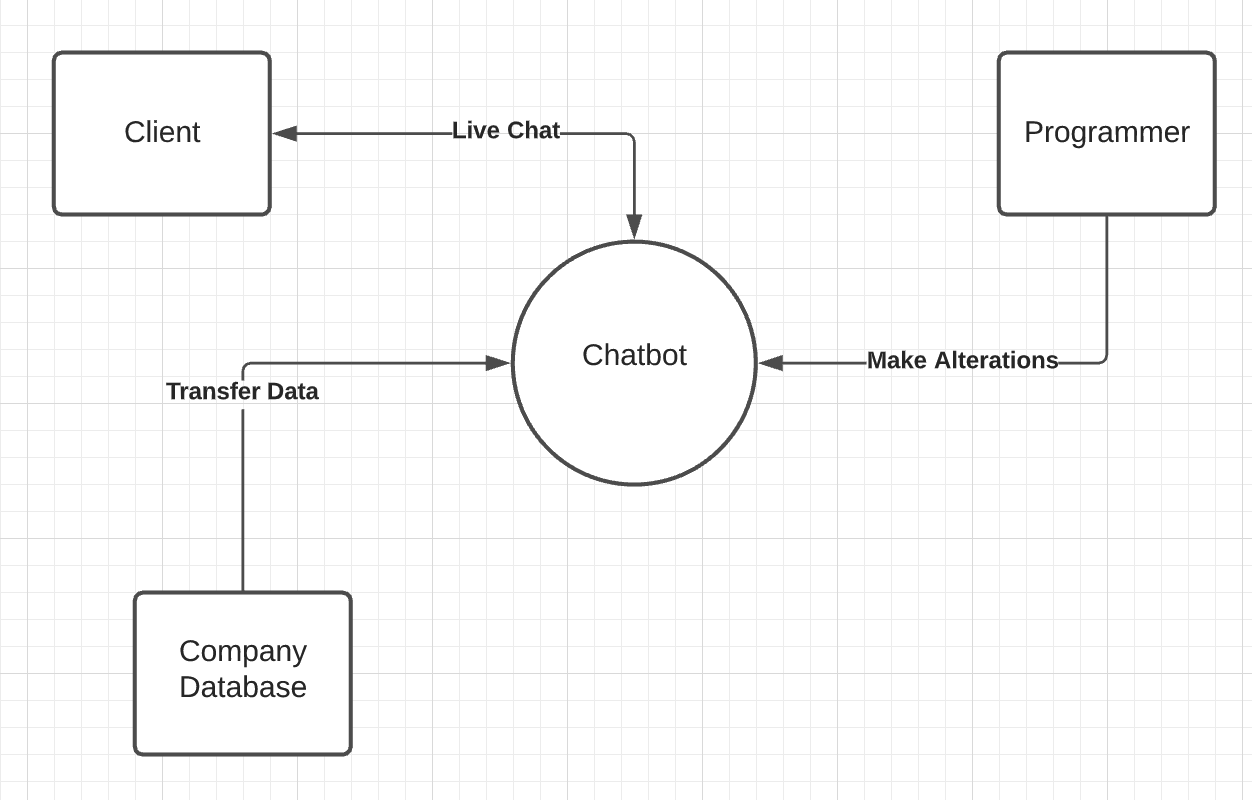 Client
Live Chat
Programmer
Chatbot
Make Alterations
Transfer Data
Company
Database